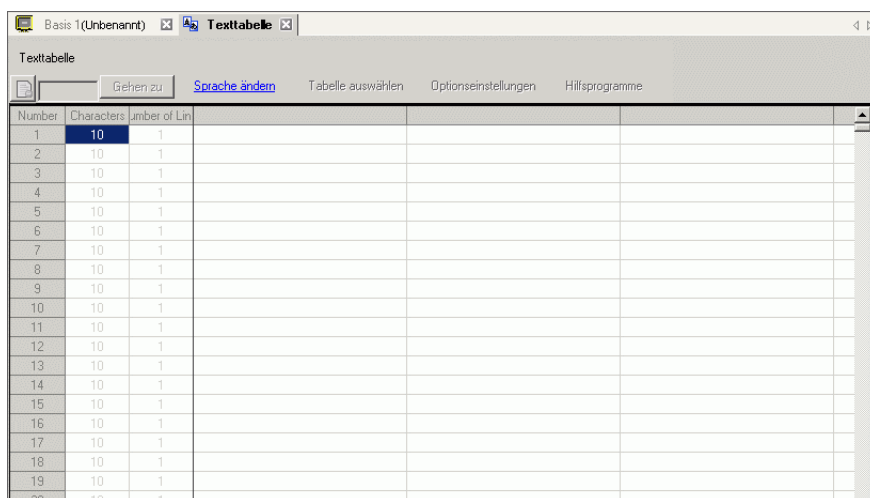 Basis 1(Unbenannt) Texttabelle
Texttabelle
Gehen zu Sprache ändern Tabelle auswählen Optionseinstellungen Hilfsprogramme
Number Characters umber of Lin
1 10 1
2 10 1
3 10 1
4 10 1
5 10 1
6 10 1
7 10 1
8 10 1
9 10 1
10 10 1
11 10 1
12 10 1
13 10 1
14 10 1
15 10 1
16 10 1
17 10 1
18 10 1
19 10 1
20 10 1